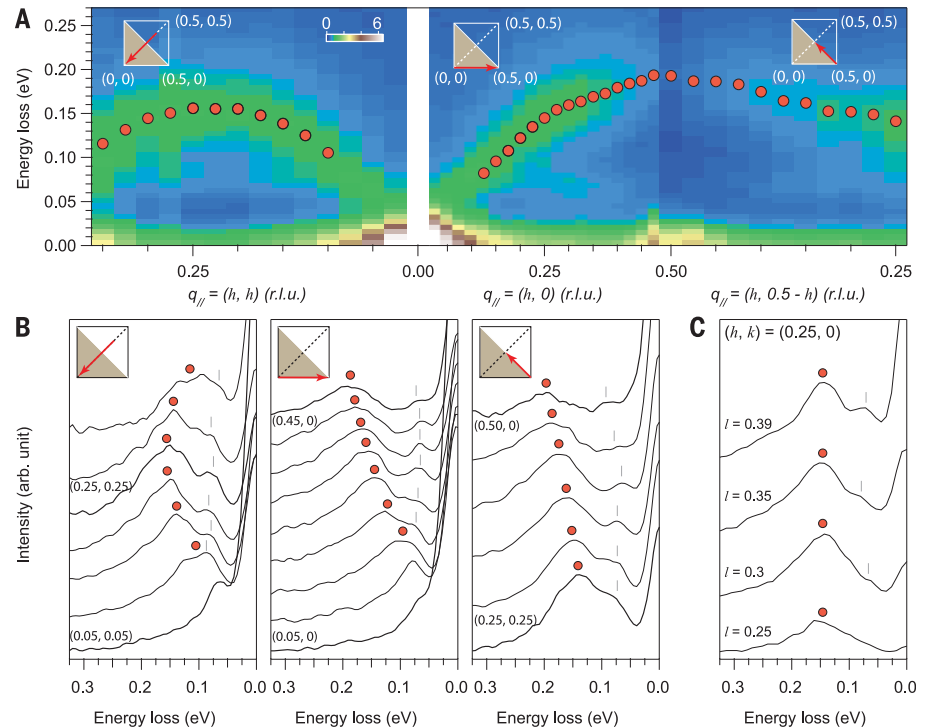 A
(0.5, 0.5)
(0, 0)
(0.5, 0)
0
6
(0.5, 0.5)
(0, 0)
(0.5, 0)
(0.5, 0.5)
(0, 0)
(0.5, 0)
Energy loss (eV)
0.20
0.15
0.10
0.05
0.00
0.25
0.00
0.25
0.50
0.25
q// = (h, h) (r.l.u.)
q// = (h, 0) (r.l.u.)
q// = (h, 0.5 - h) (r.l.u.)
B
Intensity (arb. unit)
(0.25, 0.25)
(0.05, 0.05)
0.3
0.2
0.1
0.0
Energy loss (eV)
(0.45, 0)
(0.05, 0)
0.3
0.2
0.1
Energy loss (eV)
(0.50, 0)
(0.25, 0.25)
0.3
0.2
0.1
0.0
Energy loss (eV)
C
(h, k) = (0.25, 0)
l = 0.39
l = 0.35
l = 0.3
l = 0.25
0.3
0.2
0.1
0.0
Energy loss (eV)